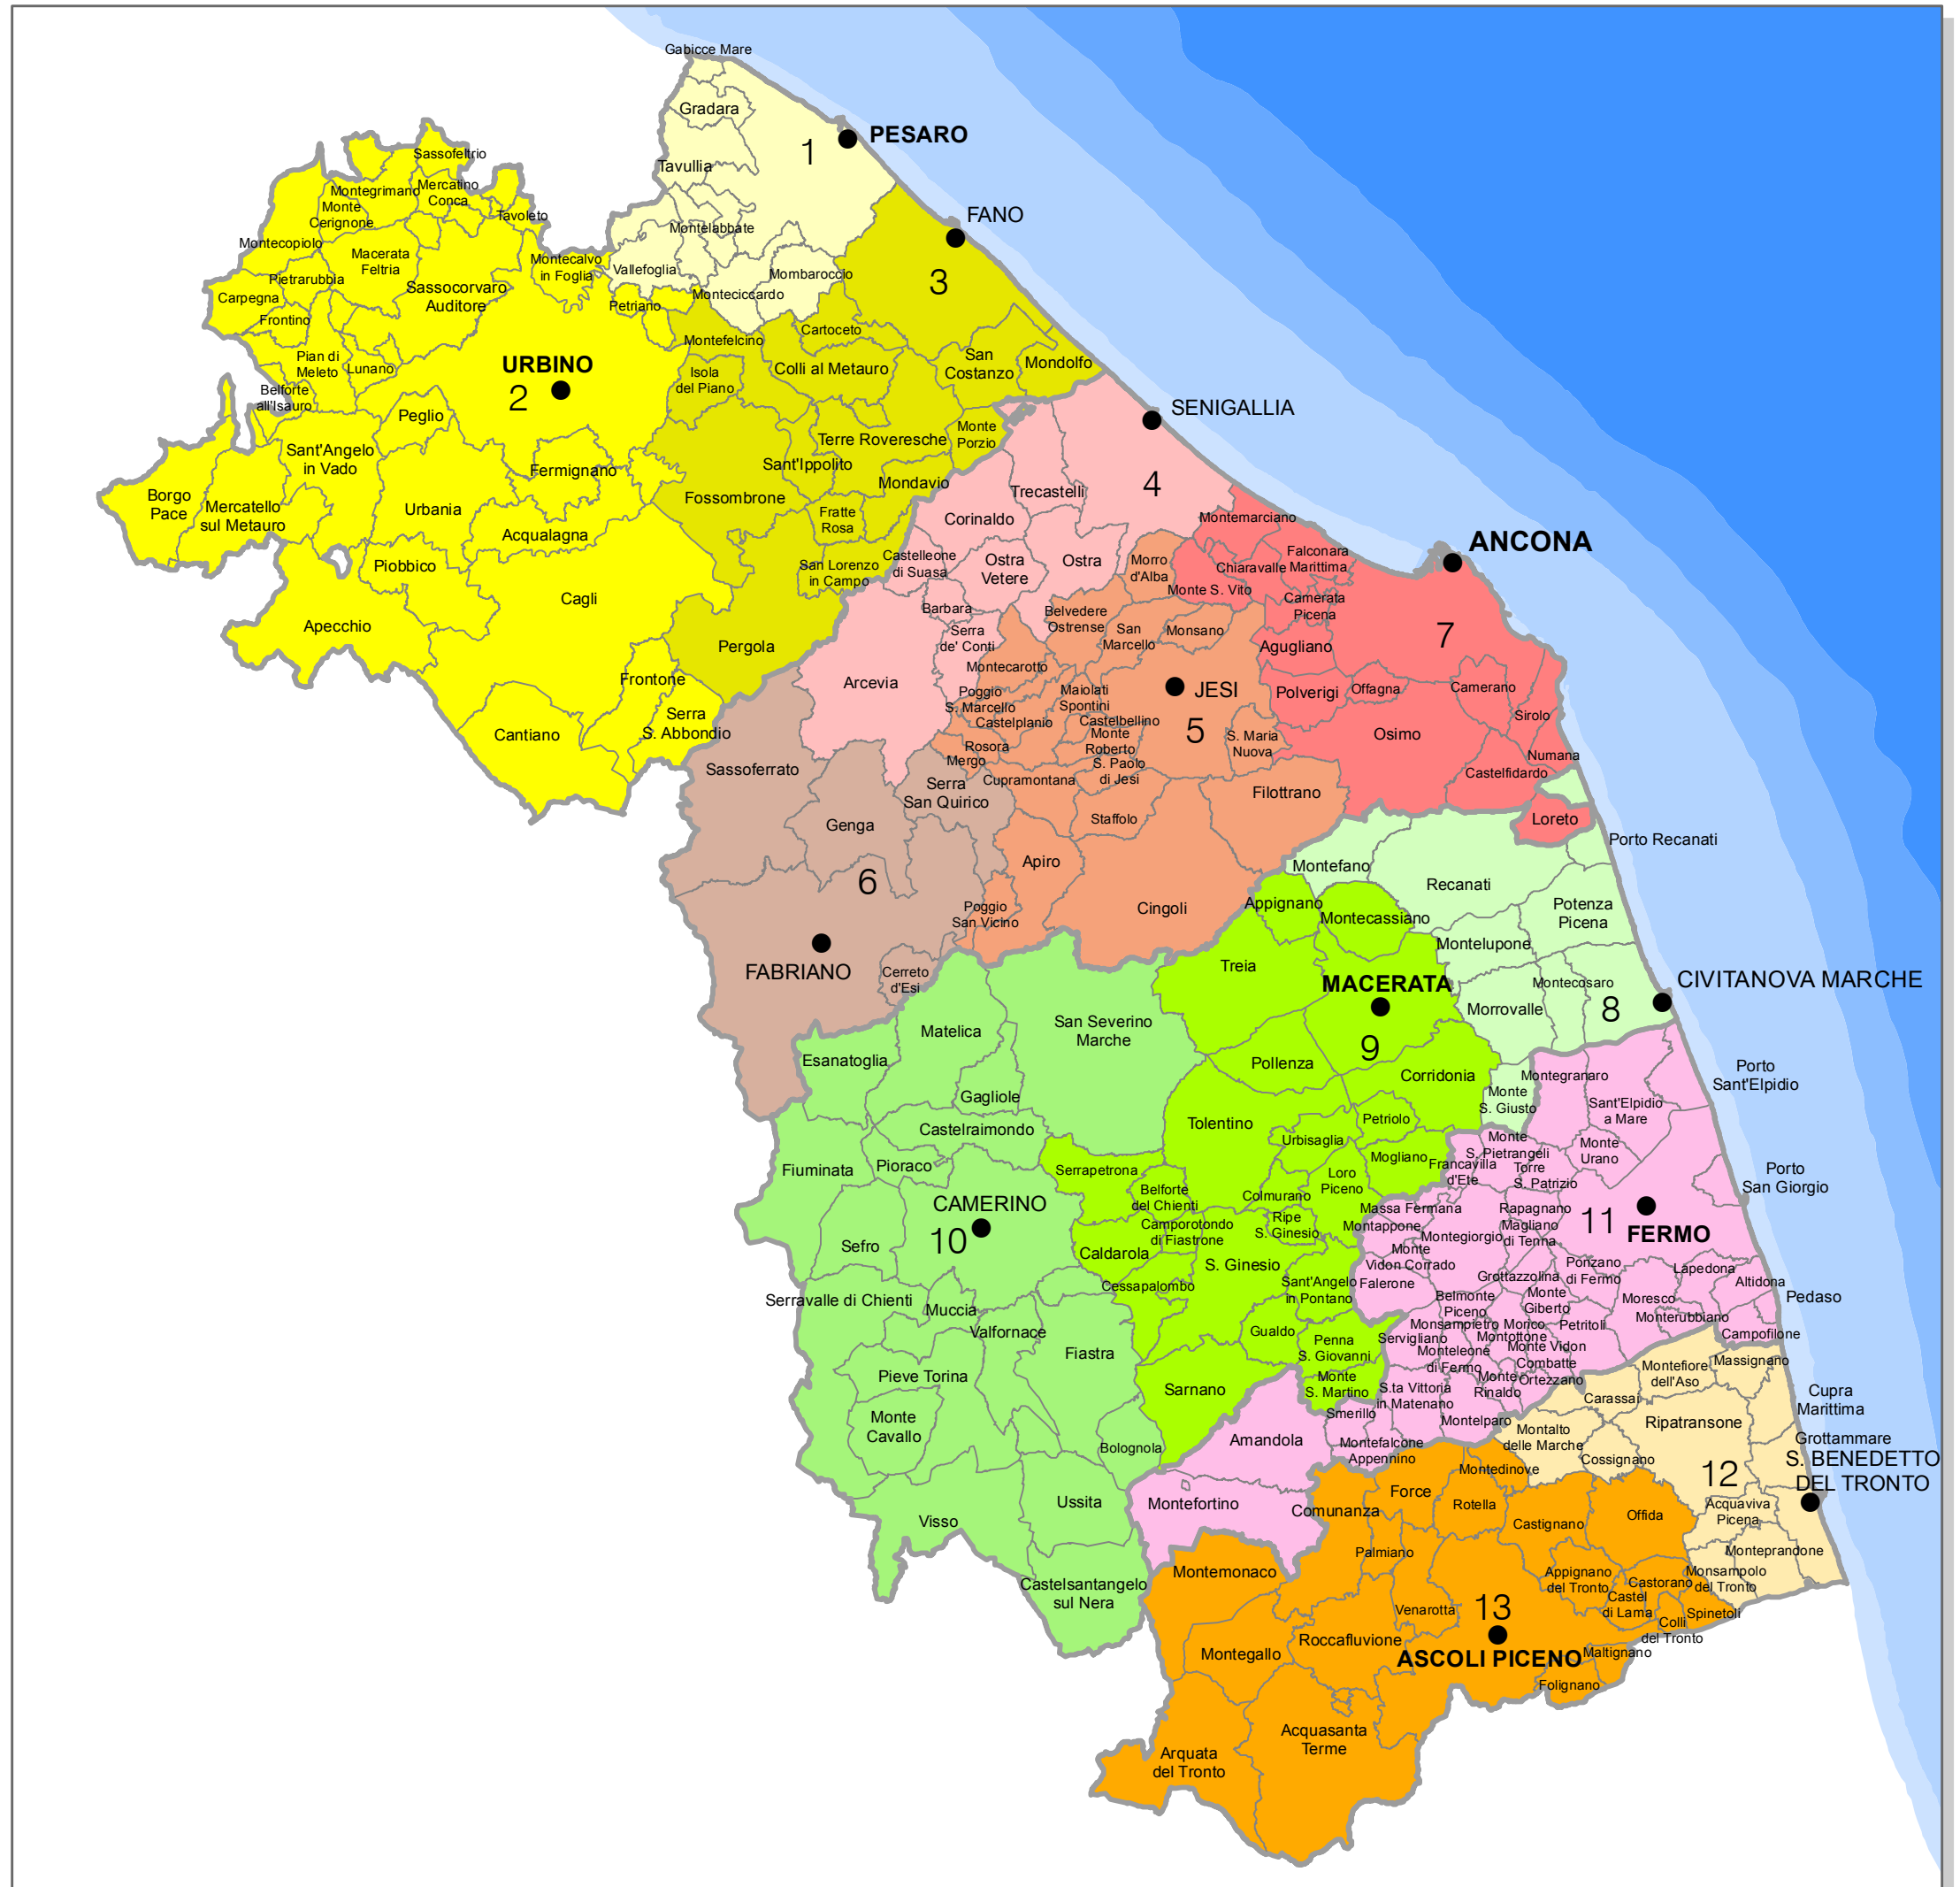 Gabicce Mare
Gradara
PESARO
1
Tavullia
Montelabbate
Vallefoglia
Mombaroccio
Monteciccardo
Sassofeltrio
Montegrimano
Mercatino
Conca
Monte
Cerignone
Tavoleto
Montecopiolo
Macerata
Feltria
Montecalvo
in Foglia
Pietrarubbia
Carpegna
Sassocorvaro
Auditore
Petriano
Frontino
Pian di
Meleto
Lunano
URBINO
2
Belforte
all'Isauro
Peglio
Sant'Angelo
in Vado
Fermignano
Borgo
Pace
Mercatello
sul Metauro
Urbania
Acqualagna
Piobbico
Cagli
Apecchio
Frontone
Serra
S. Abbondio
Cantiano
FANO
3
Cartoceto
Montefelcino
Isola
del Piano
Colli al Metauro
San
Costanzo
Mondolfo
Monte
Porzio
Terre Roveresche
Sant'Ippolito
Mondavio
Fossombrone
Fratte
Rosa
San Lorenzo
in Campo
Pergola
SENIGALLIA
4
Trecastelli
Corinaldo
Castelleone
di Suasa
Ostra
Vetere
Ostra
Barbara
Serra
de' Conti
Arcevia
Morro
d'Alba
Belvedere
Ostrense
San
Marcello
Monsano
Montecarotto
Poggio
S. Marcello
Maiolati
Spontini
JESI
5
Castelplanio
Castelbellino
Monte
Roberto
S. Maria
Nuova
Rosora
Mergo
S. Paolo
di Jesi
Cupramontana
Filottrano
Staffolo
Apiro
Cingoli
Poggio
San Vicino
Sassoferrato
Serra
San Quirico
Genga
6
FABRIANO
Cerreto
d'Esi
Montemarciano
ANCONA
Falconara
Marittima
Chiaravalle
Monte S. Vito
Camerata
Picena
7
Agugliano
Polverigi
Offagna
Camerano
Sirolo
Osimo
Numana
Castelfidardo
Loreto
Porto Recanati
Montefano
Recanati
Potenza
Picena
Montelupone
Montecosaro
CIVITANOVA MARCHE
Morrovalle
8
Monte
S. Giusto
Appignano
Montecassiano
Treia
MACERATA
9
Pollenza
Corridonia
Tolentino
Petriolo
Urbisaglia
Mogliano
Loro
Piceno
Serrapetrona
Belforte
del Chienti
Colmurano
Camporotondo
di Fiastrone
Ripe
S. Ginesio
Caldarola
S. Ginesio
Cessapalombo
Sant'Angelo
in Pontano
Gualdo
Penna
S. Giovanni
Monte
S. Martino
Sarnano
Matelica
San Severino
Marche
Esanatoglia
Gagliole
Castelraimondo
Fiuminata
Pioraco
CAMERINO
10
Sefro
Serravalle di Chienti
Muccia
Valfornace
Fiastra
Pieve Torina
Monte
Cavallo
Bolognola
Ussita
Visso
Castelsantangelo
sul Nera
Montegranaro
Porto
Sant'Elpidio
Sant'Elpidio
a Mare
Monte
S. Pietrangeli
Monte
Urano
Francavilla
d'Ete
Torre
S. Patrizio
Porto
San Giorgio
Massa Fermana
Rapagnano
11
FERMO
Montappone
Magliano
di Tenna
Montegiorgio
Monte
Vidon Corrado
Ponzano
di Fermo
Lapedona
Altidona
Falerone
Grottazzolina
Pedaso
Belmonte
Piceno
Monte
Giberto
Moresco
Monterubbiano
Campofilone
Monsampietro Morico
Petritoli
Servigliano
Montottone
Monteleone
di Fermo
Monte Vidon
Combatte
Monte
Rinaldo
Ortezzano
S.ta Vittoria
in Matenano
Smerillo
Montelparo
Montefalcone
Appennino
Amandola
Montefortino
Massignano
Montefiore
dell'Aso
Cupra
Marittima
Carassai
Ripatransone
Montalto
delle Marche
Cossignano
Grottammare
S. BENEDETTO
DEL TRONTO
12
Acquaviva
Picena
Monteprandone
Monsampolo
del Tronto
Montedinove
Force
Rotella
Comunanza
Castignano
Offida
Palmiano
Montemonaco
Appignano
del Tronto
Castorano
Castel
di Lama
Venarotta
13
Colli
del Tronto
Spinetoli
Roccafluvione
ASCOLI PICENO
Maltignano
Montegallo
Folignano
Acquasanta
Terme
Arquata
del Tronto